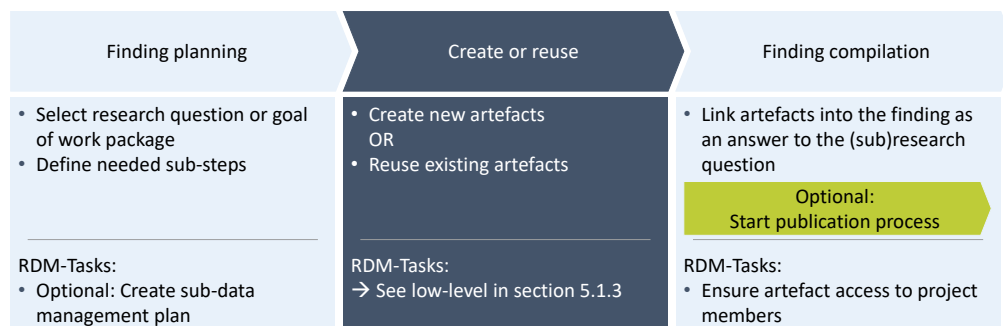 Finding planning
Create or reuse
Finding compilation
• Select research question or goal
of work package
• Define needed sub-steps
RDM-Tasks:
• Optional: Create sub-data
management plan
• Create new artefacts
OR
• Reuse existing artefacts
RDM-Tasks:
→ See low-level in section 5.1.3
• Link artefacts into the finding as
an answer to the (sub)research
question
Optional:
Start publication process
RDM-Tasks:
• Ensure artefact access to project
members